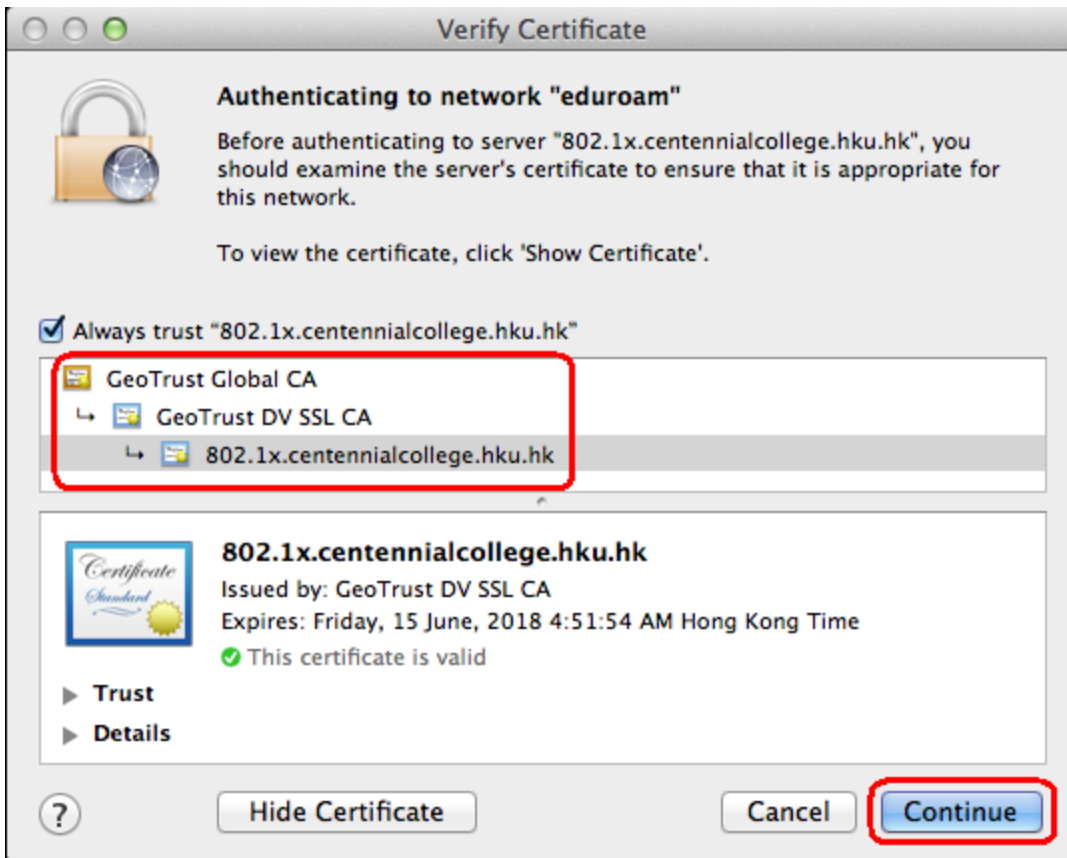 Verify Certificate
Authenticating to network "eduroam"
Before authenticating to server "802.1x.centennialcollege.hku.hk", you
should examine the server's certificate to ensure that it is appropriate for
this network.
To view the certificate, click 'Show Certificate'.
Always trust “802.1x.centennialcollege.hku.hk”
GeoTrust Global CA
GeoTrust DV SSL CA
802.1x.centennialcollege.hku.hk
Certificate
Standard
802.1x.centennialcollege.hku.hk
Issued by: GeoTrust DV SSL CA
Expires: Friday, 15 June, 2018 4:51:54 AM Hong Kong Time
This certificate is valid
Trust
Details
? Hide Certificate Cancel Continue